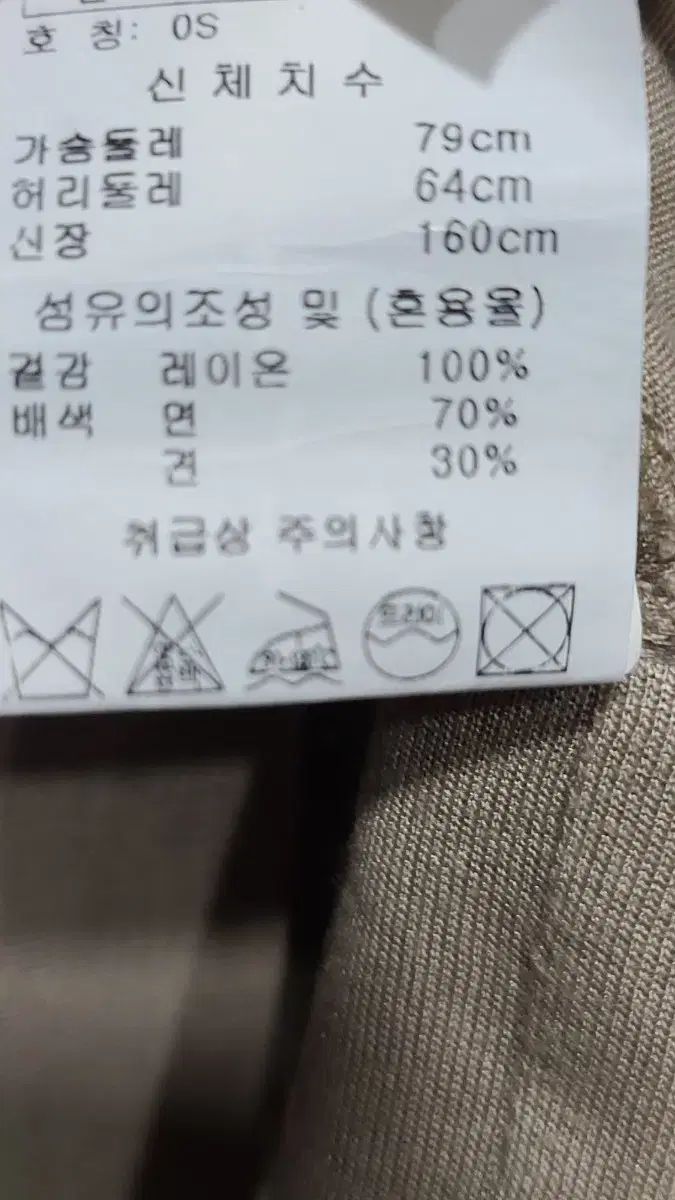 호 칭: 0S
신 체 치 수
가슴둘레 79cm
허리둘레 64cm
신장 160cm
섬유의조성 및 (혼용율)
겉감 레이온 100%
배색 면 70%
견 30%
취급상 주의사항
드라이